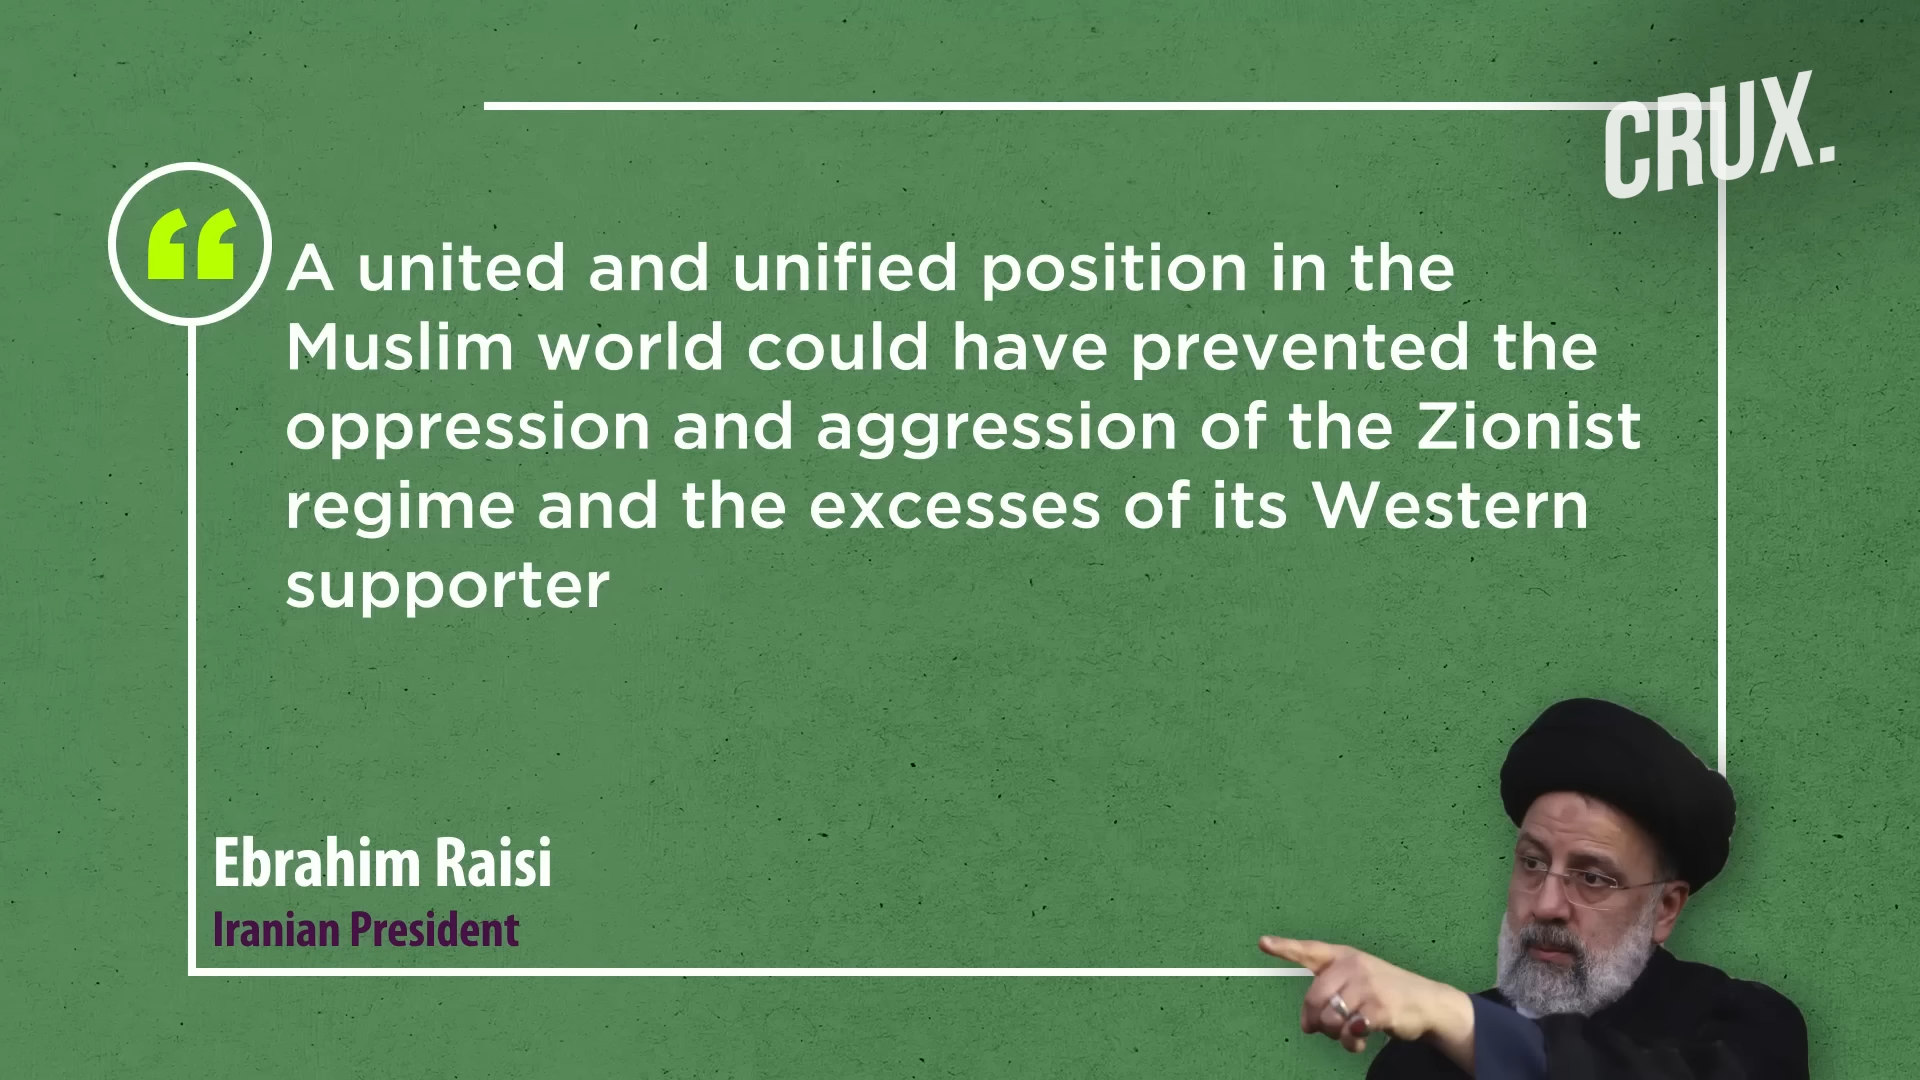 CRUX.
“
A united and unified position in the
Muslim world could have prevented the
oppression and aggression of the Zionist
regime and the excesses of its Western
supporter
Ebrahim Raisi
Iranian President